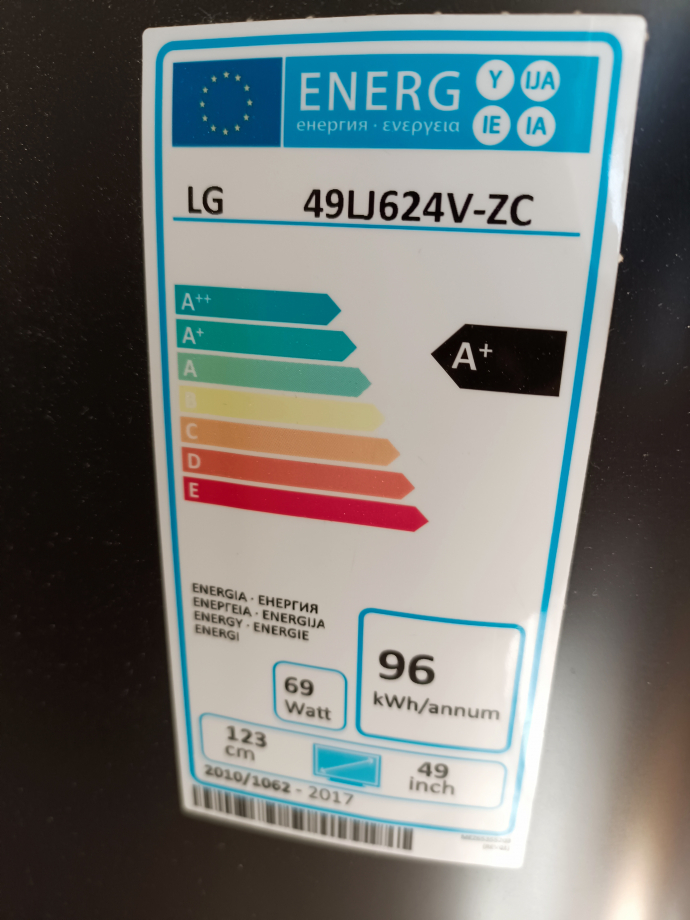 ENERG Y IJA
енергия · ενεργεια IE IA
LG 49LJ624V-ZC
A++
A+
A+
A
B
C
D
E
ENERGIA · ЕНЕРГИЯ
ΕΝΕΡΓΕΙΑ · ENERGIJA
ENERGY · ENERGIE
ENERGI
96
kWh/annum
69
Watt
123
cm
49
inch
2010/1062 - 2017